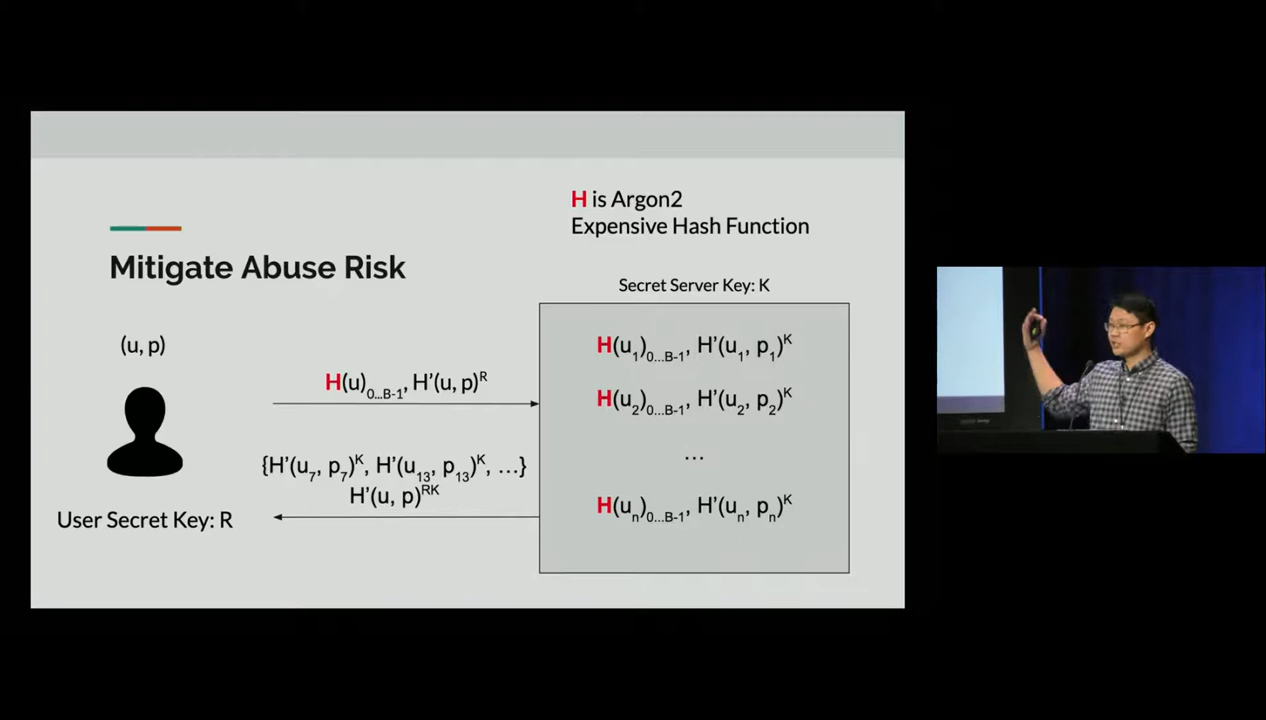 H is Argon2
Expensive Hash Function
Mitigate Abuse Risk
Secret Server Key: K
(u, p)
H(u)0...B-1, H’(u, p)R
{H’(u7, p7)K, H’(u13, p13)K, ...}
H’(u, p)RK
User Secret Key: R
H(u1)0...B-1, H’(u1, p1)K
H(u2)0...B-1, H’(u2, p2)K
...
H(un)0...B-1, H’(un, pn)K